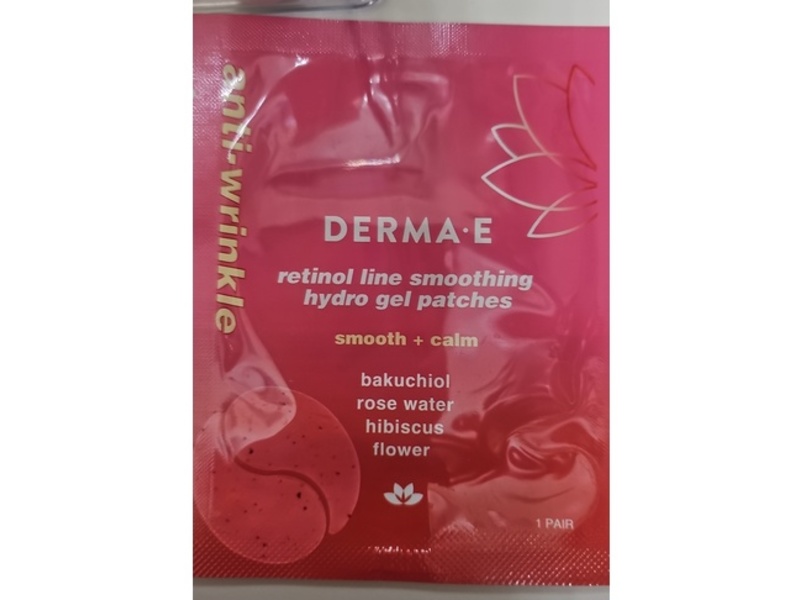 anti-wrinkle
DERMA·E
retinol line smoothing
hydro gel patches
smooth + calm
bakuchiol
rose water
hibiscus
flower
1 PAIR